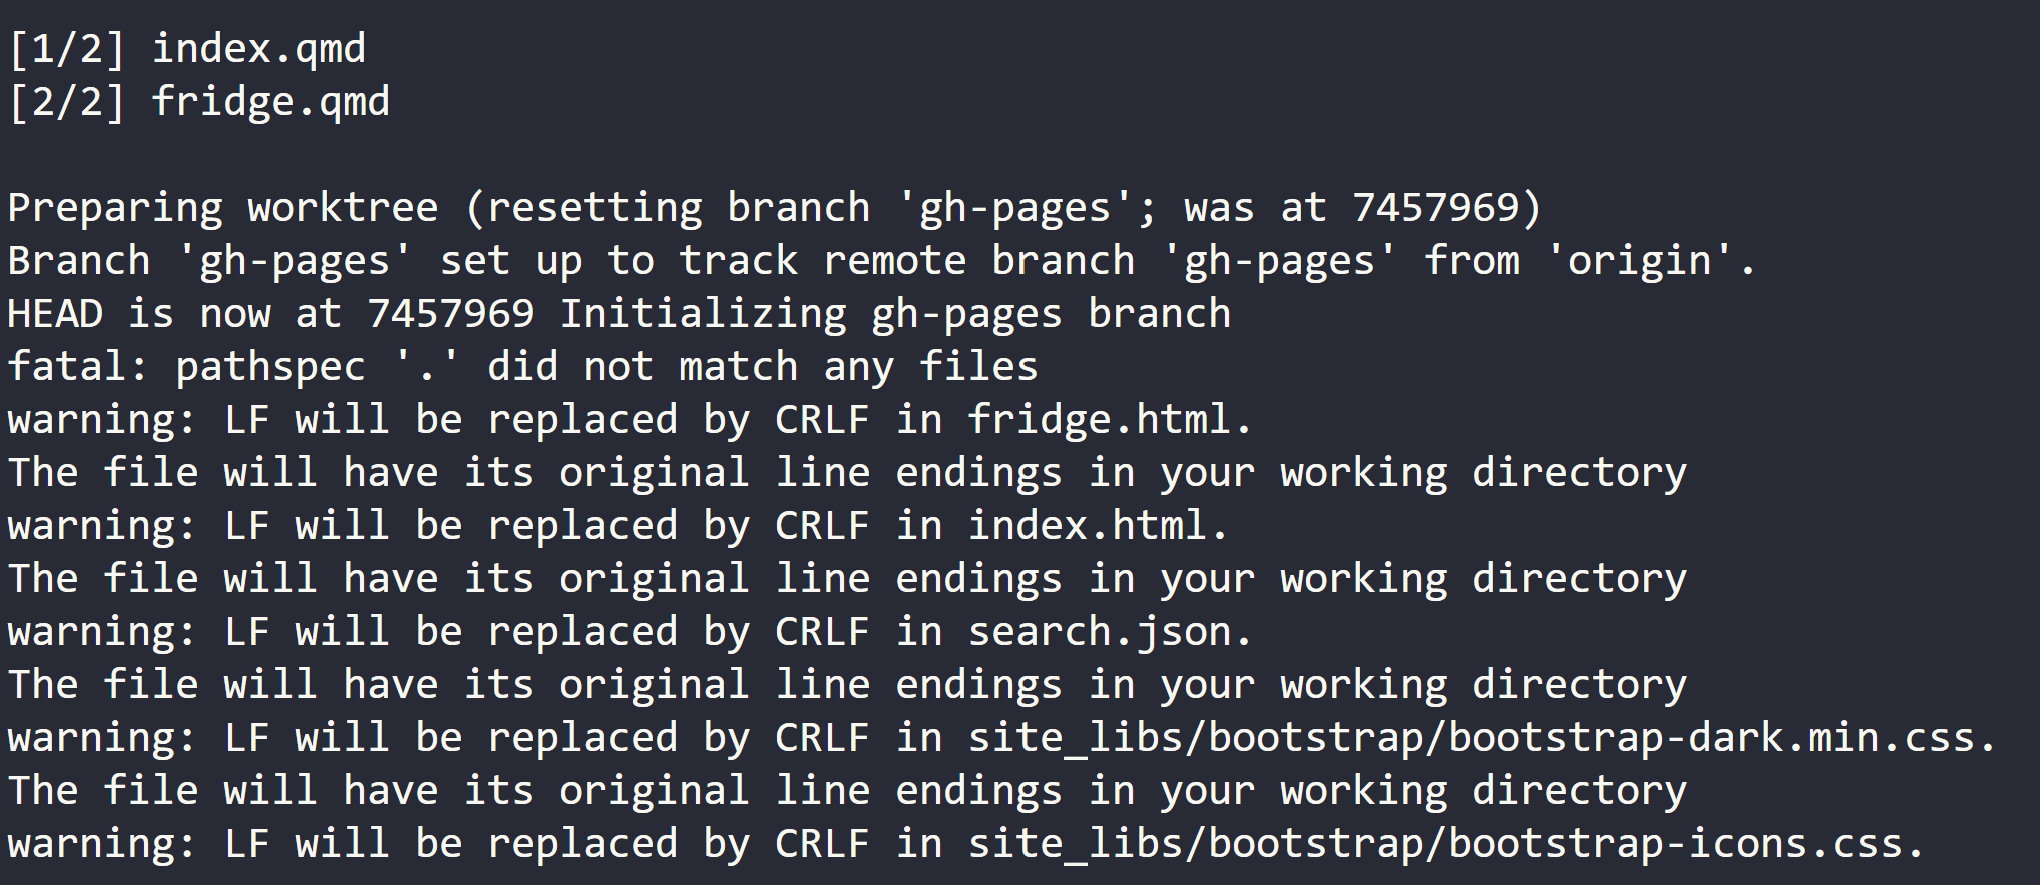 [1/2] index.qmd
[2/2] fridge.qmd
Preparing worktree (resetting branch 'gh-pages'; was at 7457969)
Branch 'gh-pages' set up to track remote branch 'gh-pages' from 'origin'.
HEAD is now at 7457969 Initializing gh-pages branch
fatal: pathspec '.' did not match any files
warning: LF will be replaced by CRLF in fridge.html.
The file will have its original line endings in your working directory
warning: LF will be replaced by CRLF in index.html.
The file will have its original line endings in your working directory
warning: LF will be replaced by CRLF in search.json.
The file will have its original line endings in your working directory
warning: LF will be replaced by CRLF in site_libs/bootstrap/bootstrap-dark.min.css.
The file will have its original line endings in your working directory
warning: LF will be replaced by CRLF in site_libs/bootstrap/bootstrap-icons.css.